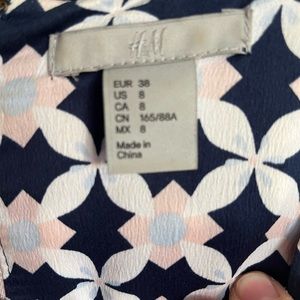 H&M
EUR 38
US 8
CA 8
CN 165/88A
MX 8
Made in
China